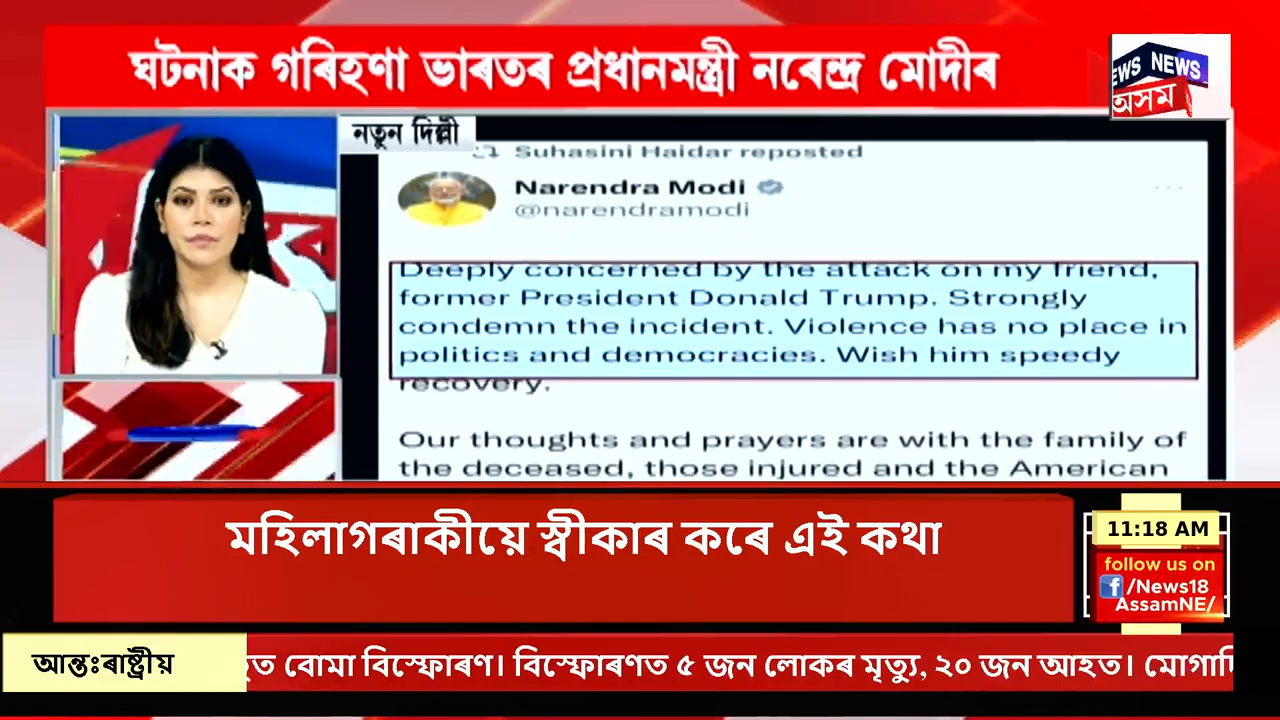 ঘটনাক গৰিহণা ভাৰতৰ প্ৰধানমন্ত্ৰী নৰেন্দ্ৰ মোদীৰ
NEWS
অসম
নতুন দিল্লী
Suhasini Haidar reposted
Narendra Modi
@narendramodi
Deeply concerned by the attack on my friend,
former President Donald Trump. Strongly
condemn the incident. Violence has no place in
politics and democracies. Wish him speedy
recovery.
Our thoughts and prayers are with the family of
the deceased, those injured and the American
মহিলাগৰাকীয়ে স্বীকাৰ কৰে এই কথা
11:18 AM
follow us on
/News18
AssamNE/
আন্তঃৰাষ্ট্ৰীয়
বোমা বিস্ফোৰণ। বিস্ফোৰণত ৫ জন লোকৰ মৃত্যু, ২০ জন আহত।